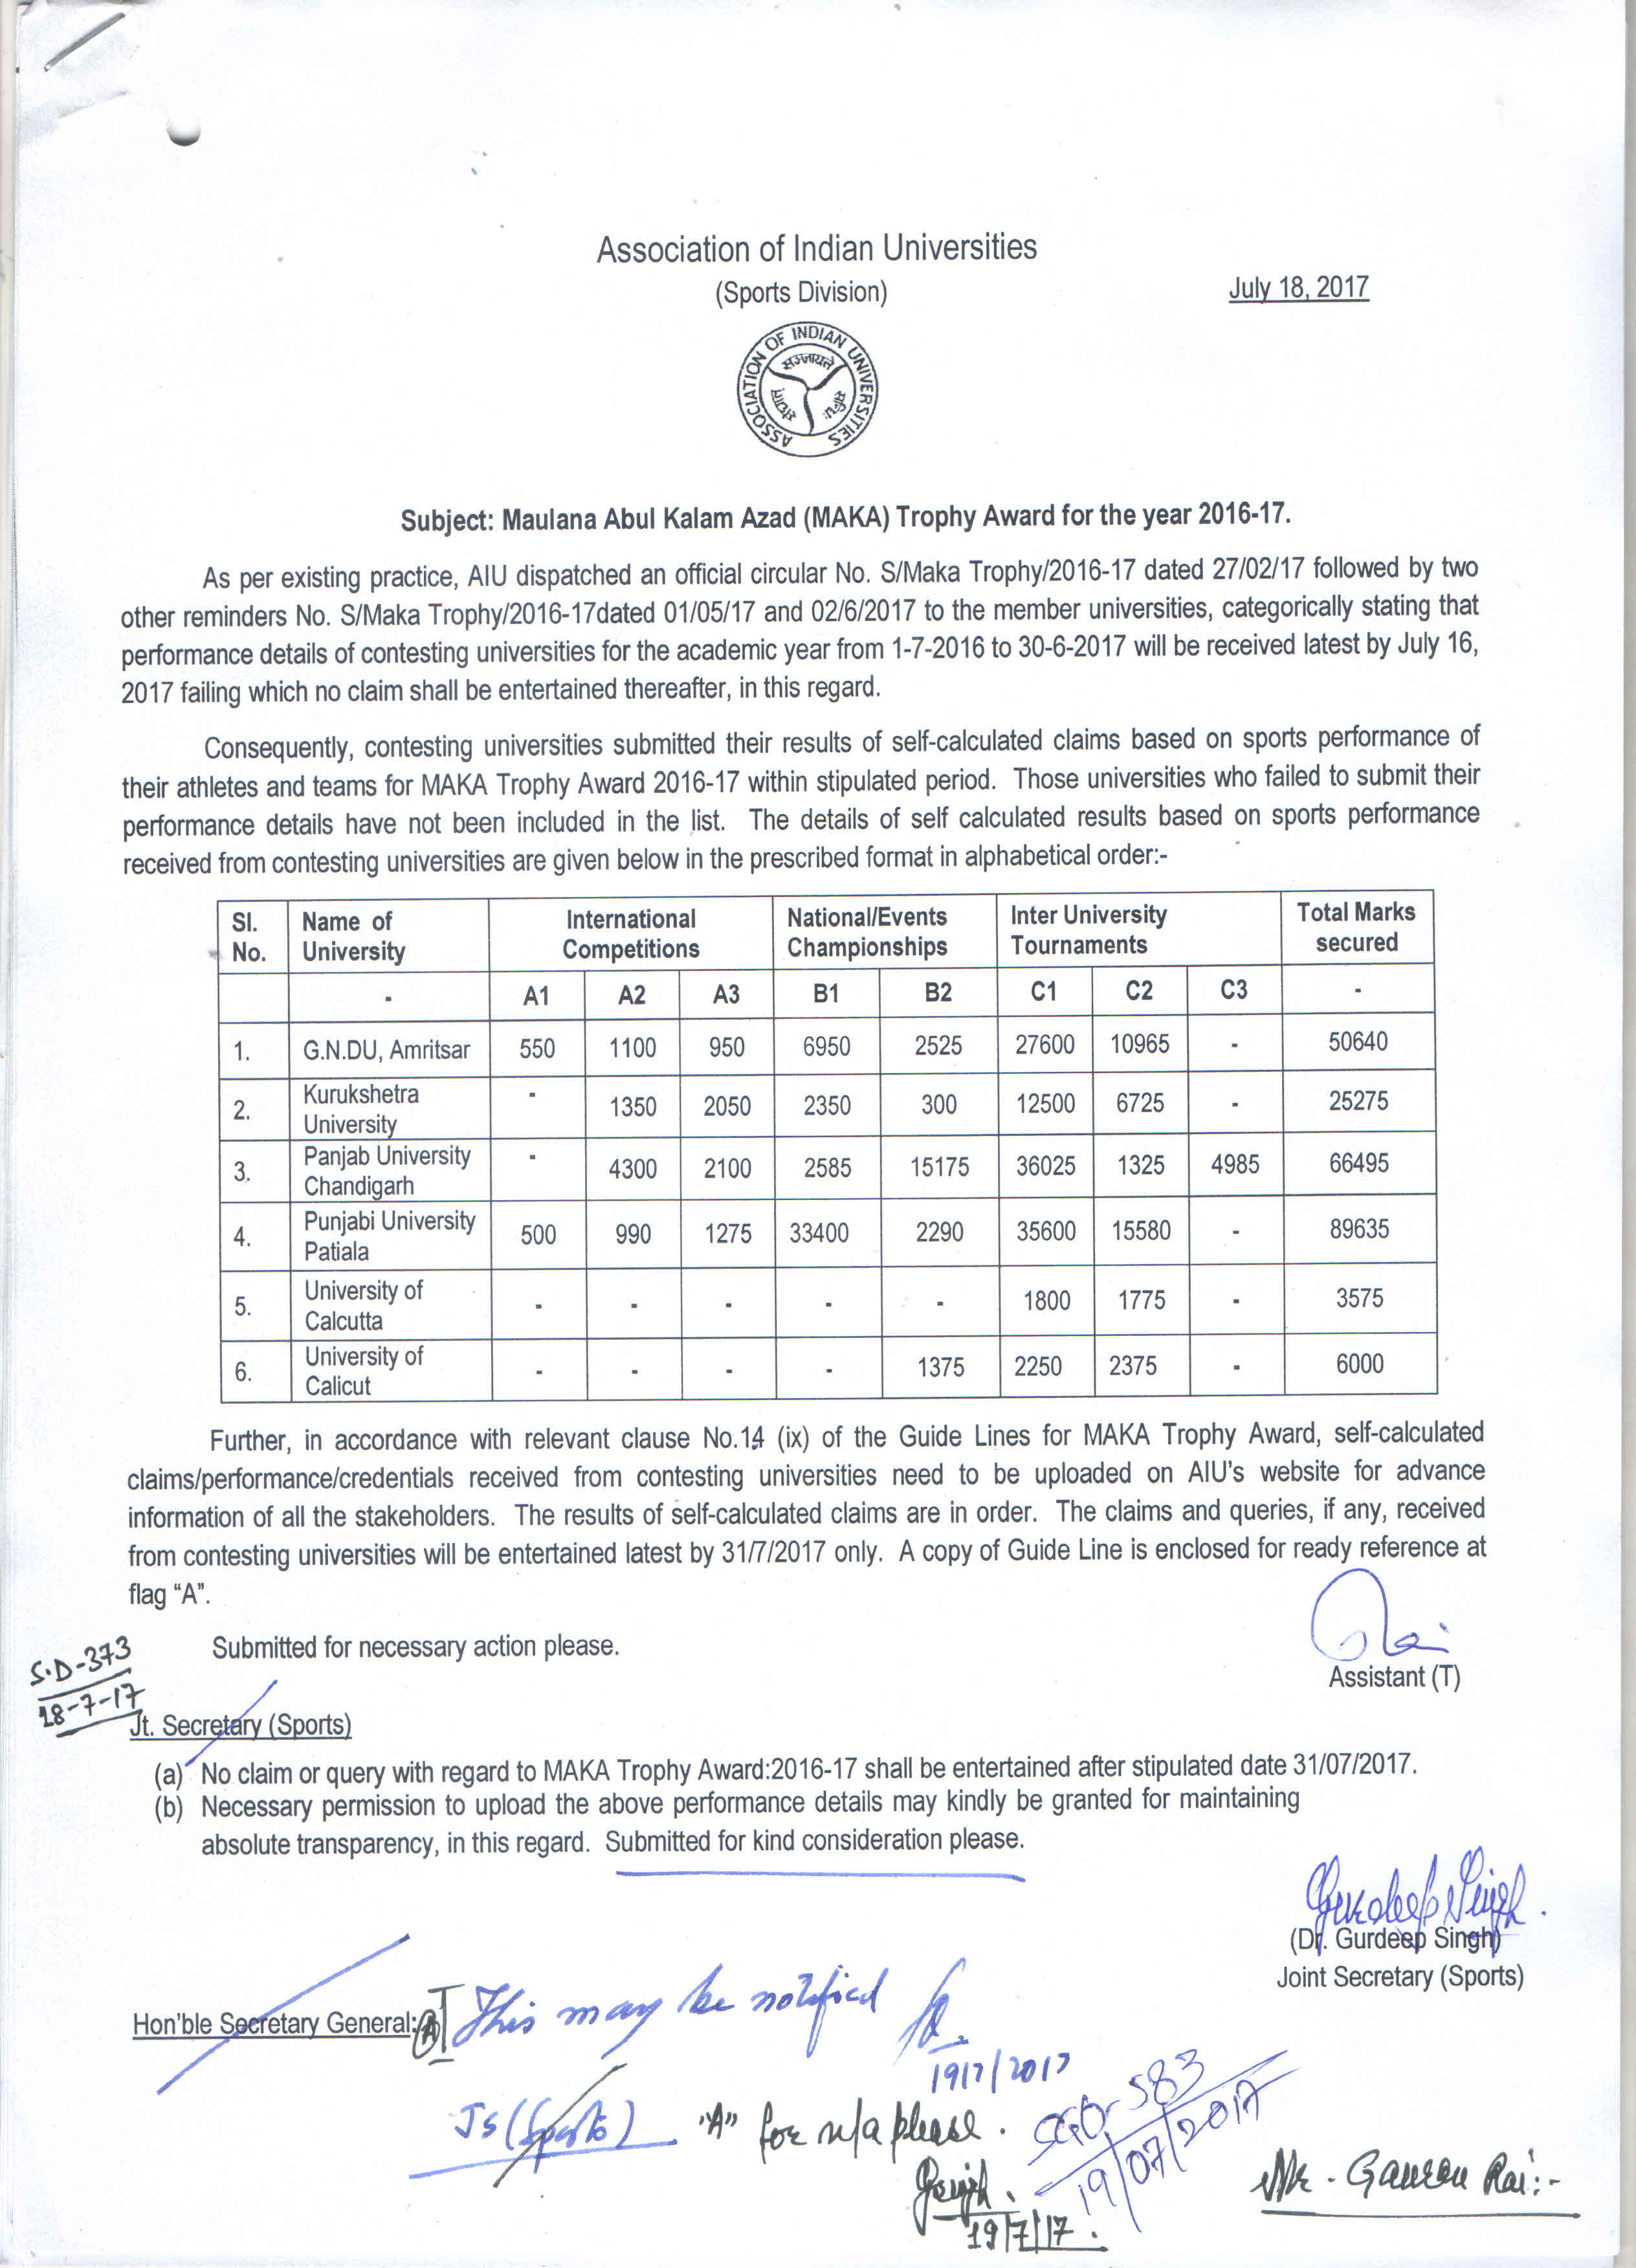 Association of Indian Universities
(Sports Division)
July 18, 2017
ASSOCIATION OF INDIAN UNIVERSITIES
Subject: Maulana Abul Kalam Azad (MAKA) Trophy Award for the year 2016-17.
As per existing practice, AIU dispatched an official circular No. S/Maka Trophy/2016-17 dated 27/02/17 followed by two
other reminders No. S/Maka Trophy/2016-17dated 01/05/17 and 02/6/2017 to the member universities, categorically stating that
performance details of contesting universities for the academic year from 1-7-2016 to 30-6-2017 will be received latest by July 16,
2017 failing which no claim shall be entertained thereafter, in this regard.
Consequently, contesting universities submitted their results of self-calculated claims based on sports performance of
their athletes and teams for MAKA Trophy Award 2016-17 within stipulated period. Those universities who failed to submit their
performance details have not been included in the list. The details of self calculated results based on sports performance
received from contesting universities are given below in the prescribed format in alphabetical order:-
Sl. No. Name of University International Competitions National/Events Championships Inter University Tournaments Total Marks secured
- A1 A2 A3 B1 B2 C1 C2 C3 -
1. G.N.DU, Amritsar 550 1100 950 6950 2525 27600 10965 - 50640
2. Kurukshetra University - 1350 2050 2350 300 12500 6725 - 25275
3. Panjab University Chandigarh - 4300 2100 2585 15175 36025 1325 4985 66495
4. Punjabi University Patiala 500 990 1275 33400 2290 35600 15580 - 89635
5. University of Calcutta - - - - - 1800 1775 - 3575
6. University of Calicut - - - - 1375 2250 2375 - 6000
Further, in accordance with relevant clause No.14 (ix) of the Guide Lines for MAKA Trophy Award, self-calculated
claims/performance/credentials received from contesting universities need to be uploaded on AIU's website for advance
information of all the stakeholders. The results of self-calculated claims are in order. The claims and queries, if any, received
from contesting universities will be entertained latest by 31/7/2017 only. A copy of Guide Line is enclosed for ready reference at
flag “A”.
Submitted for necessary action please.
Assistant (T)
S.D-373
18-7-17
Jt. Secretary (Sports)
(a) No claim or query with regard to MAKA Trophy Award:2016-17 shall be entertained after stipulated date 31/07/2017.
(b) Necessary permission to upload the above performance details may kindly be granted for maintaining
absolute transparency, in this regard. Submitted for kind consideration please.
Gurdeep Singh.
(Dr. Gurdeep Singh)
Joint Secretary (Sports)
Hon'ble Secretary General: A This may be notified
19/7/2017
JS (Sports) "A" for n/a please.
583
19/07/2017
19/7/17.
Mr. Gaurav Rai:-